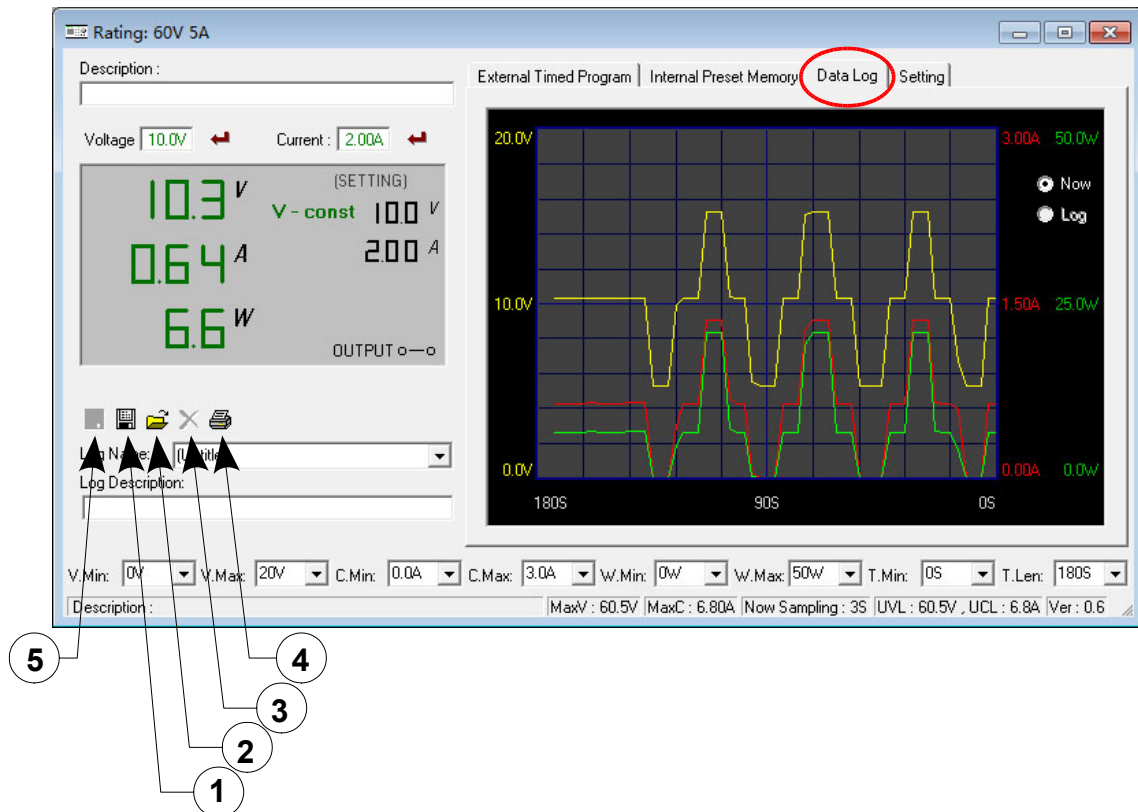 Rating: 60V 5A
Description :
External Timed Program
Internal Preset Memory
Data Log
Setting
Voltage 10.0V
Current : 2.00A
10.3 V
(SETTING)
V - const 10.0 V
0.64 A
2.00 A
6.6 W
OUTPUT
20.0V
3.00A 50.0W
Now
Log
10.0V
1.50A 25.0W
0.0V
0.00A 0.0W
180S 90S 0S
Log Name:
Log Description:
V.Min: 0V V.Max: 20V C.Min: 0.0A C.Max: 3.0A W.Min: 0W W.Max: 50W T.Min: 0S T.Len: 180S
Description : MaxV : 60.5V MaxC : 6.80A Now Sampling : 3S UVL : 60.5V , UCL : 6.8A Ver : 0.6
5
4
3
2
1